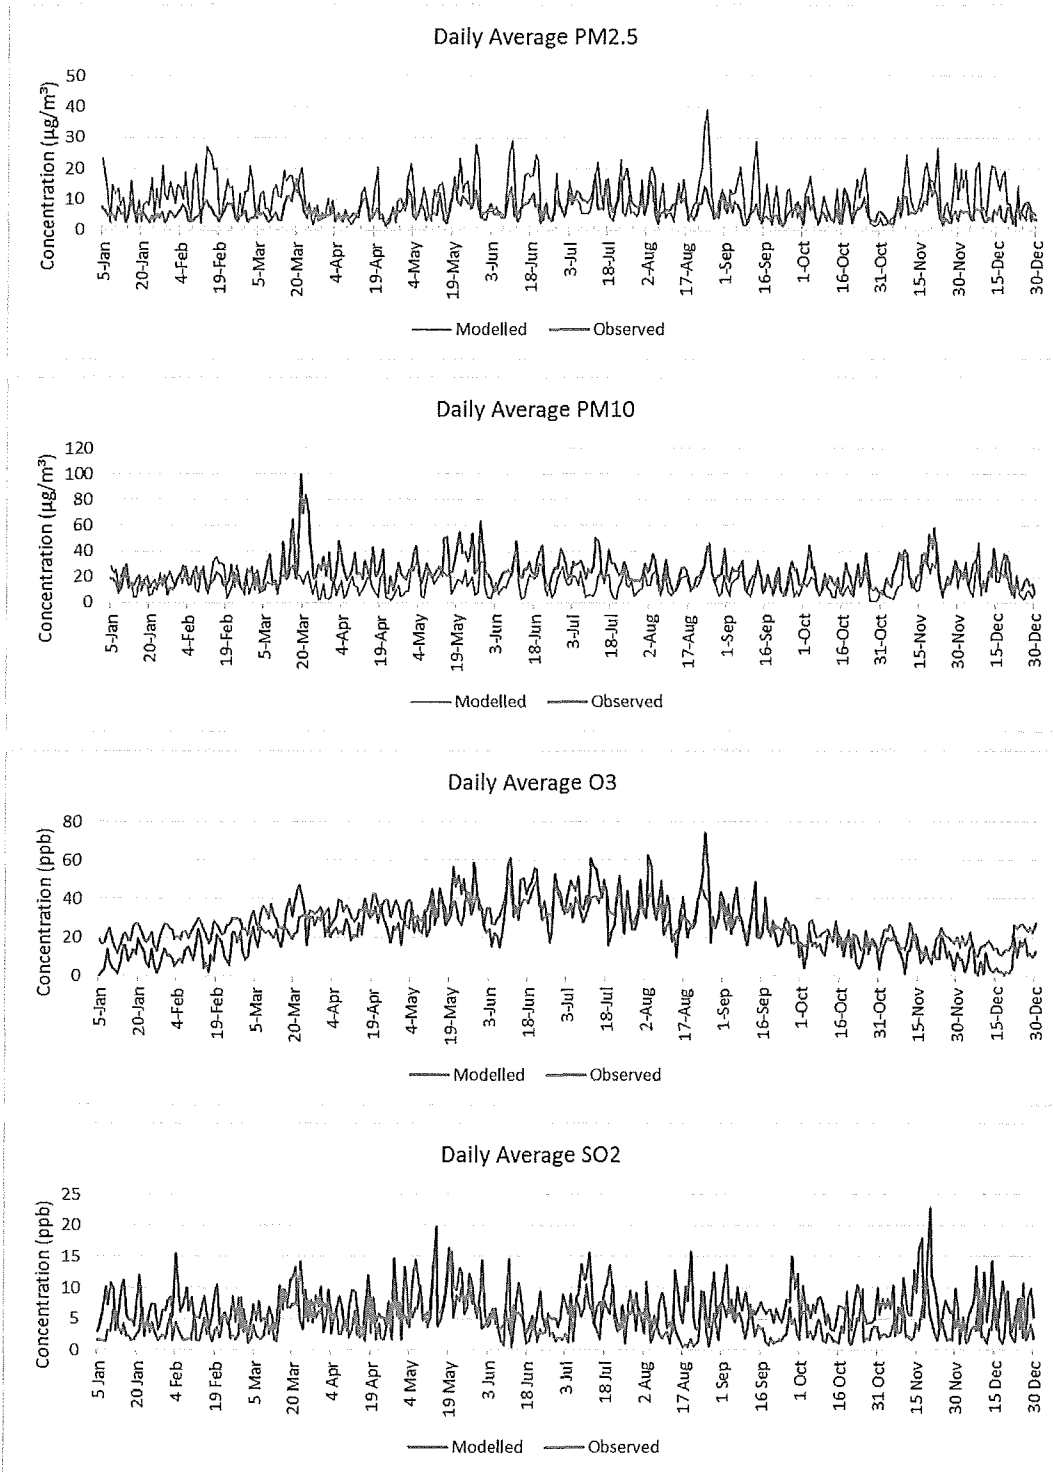 Daily Average PM2.5
Concentration (µg/m³)
50
40
30
20
10
0
5-Jan
20-Jan
4-Feb
19-Feb
5-Mar
20-Mar
4-Apr
19-Apr
4-May
19-May
3-Jun
18-Jun
3-Jul
18-Jul
2-Aug
17-Aug
1-Sep
16-Sep
1-Oct
16-Oct
31-Oct
15-Nov
30-Nov
15-Dec
30-Dec
Modelled Observed
Daily Average PM10
Concentration (µg/m³)
120
100
80
60
40
20
0
5-Jan
20-Jan
4-Feb
19-Feb
5-Mar
20-Mar
4-Apr
19-Apr
4-May
19-May
3-Jun
18-Jun
3-Jul
18-Jul
2-Aug
17-Aug
1-Sep
16-Sep
1-Oct
16-Oct
31-Oct
15-Nov
30-Nov
15-Dec
30-Dec
Modelled Observed
Daily Average O3
Concentration (ppb)
80
60
40
20
0
5-Jan
20-Jan
4-Feb
19-Feb
5-Mar
20-Mar
4-Apr
19-Apr
4-May
19-May
3-Jun
18-Jun
3-Jul
18-Jul
2-Aug
17-Aug
1-Sep
16-Sep
1-Oct
16-Oct
31-Oct
15-Nov
30-Nov
15-Dec
30-Dec
Modelled Observed
Daily Average SO2
Concentration (ppb)
25
20
15
10
5
0
5 Jan
20 Jan
4 Feb
19 Feb
5 Mar
20 Mar
4 Apr
19 Apr
4 May
19 May
3 Jun
18 Jun
3 Jul
18 Jul
2 Aug
17 Aug
1 Sep
16 Sep
1 Oct
16 Oct
31 Oct
15 Nov
30 Nov
15 Dec
30 Dec
Modelled Observed